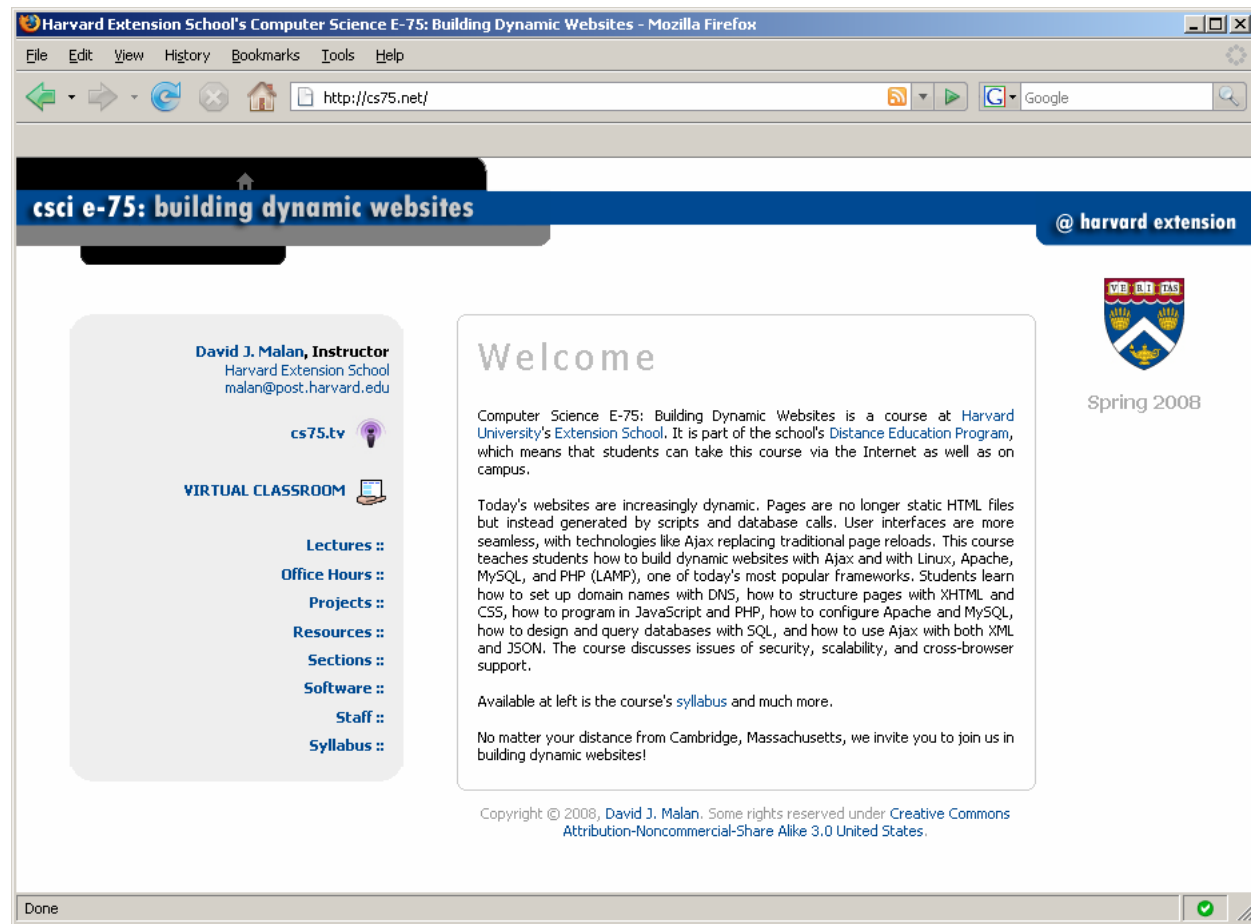 Harvard Extension School's Computer Science E-75: Building Dynamic Websites - Mozilla Firefox
File Edit View History Bookmarks Tools Help
http://cs75.net/
G Google
csci e-75: building dynamic websites
@ harvard extension
VE RI TAS
Spring 2008
David J. Malan, Instructor
Harvard Extension School
malan@post.harvard.edu
cs75.tv
VIRTUAL CLASSROOM
Lectures ::
Office Hours ::
Projects ::
Resources ::
Sections ::
Software ::
Staff ::
Syllabus ::
Welcome
Computer Science E-75: Building Dynamic Websites is a course at Harvard
University's Extension School. It is part of the school's Distance Education Program,
which means that students can take this course via the Internet as well as on
campus.
Today's websites are increasingly dynamic. Pages are no longer static HTML files
but instead generated by scripts and database calls. User interfaces are more
seamless, with technologies like Ajax replacing traditional page reloads. This course
teaches students how to build dynamic websites with Ajax and with Linux, Apache,
MySQL, and PHP (LAMP), one of today's most popular frameworks. Students learn
how to set up domain names with DNS, how to structure pages with XHTML and
CSS, how to program in JavaScript and PHP, how to configure Apache and MySQL,
how to design and query databases with SQL, and how to use Ajax with both XML
and JSON. The course discusses issues of security, scalability, and cross-browser
support.
Available at left is the course's syllabus and much more.
No matter your distance from Cambridge, Massachusetts, we invite you to join us in
building dynamic websites!
Copyright © 2008, David J. Malan. Some rights reserved under Creative Commons
Attribution-Noncommercial-Share Alike 3.0 United States.
Done